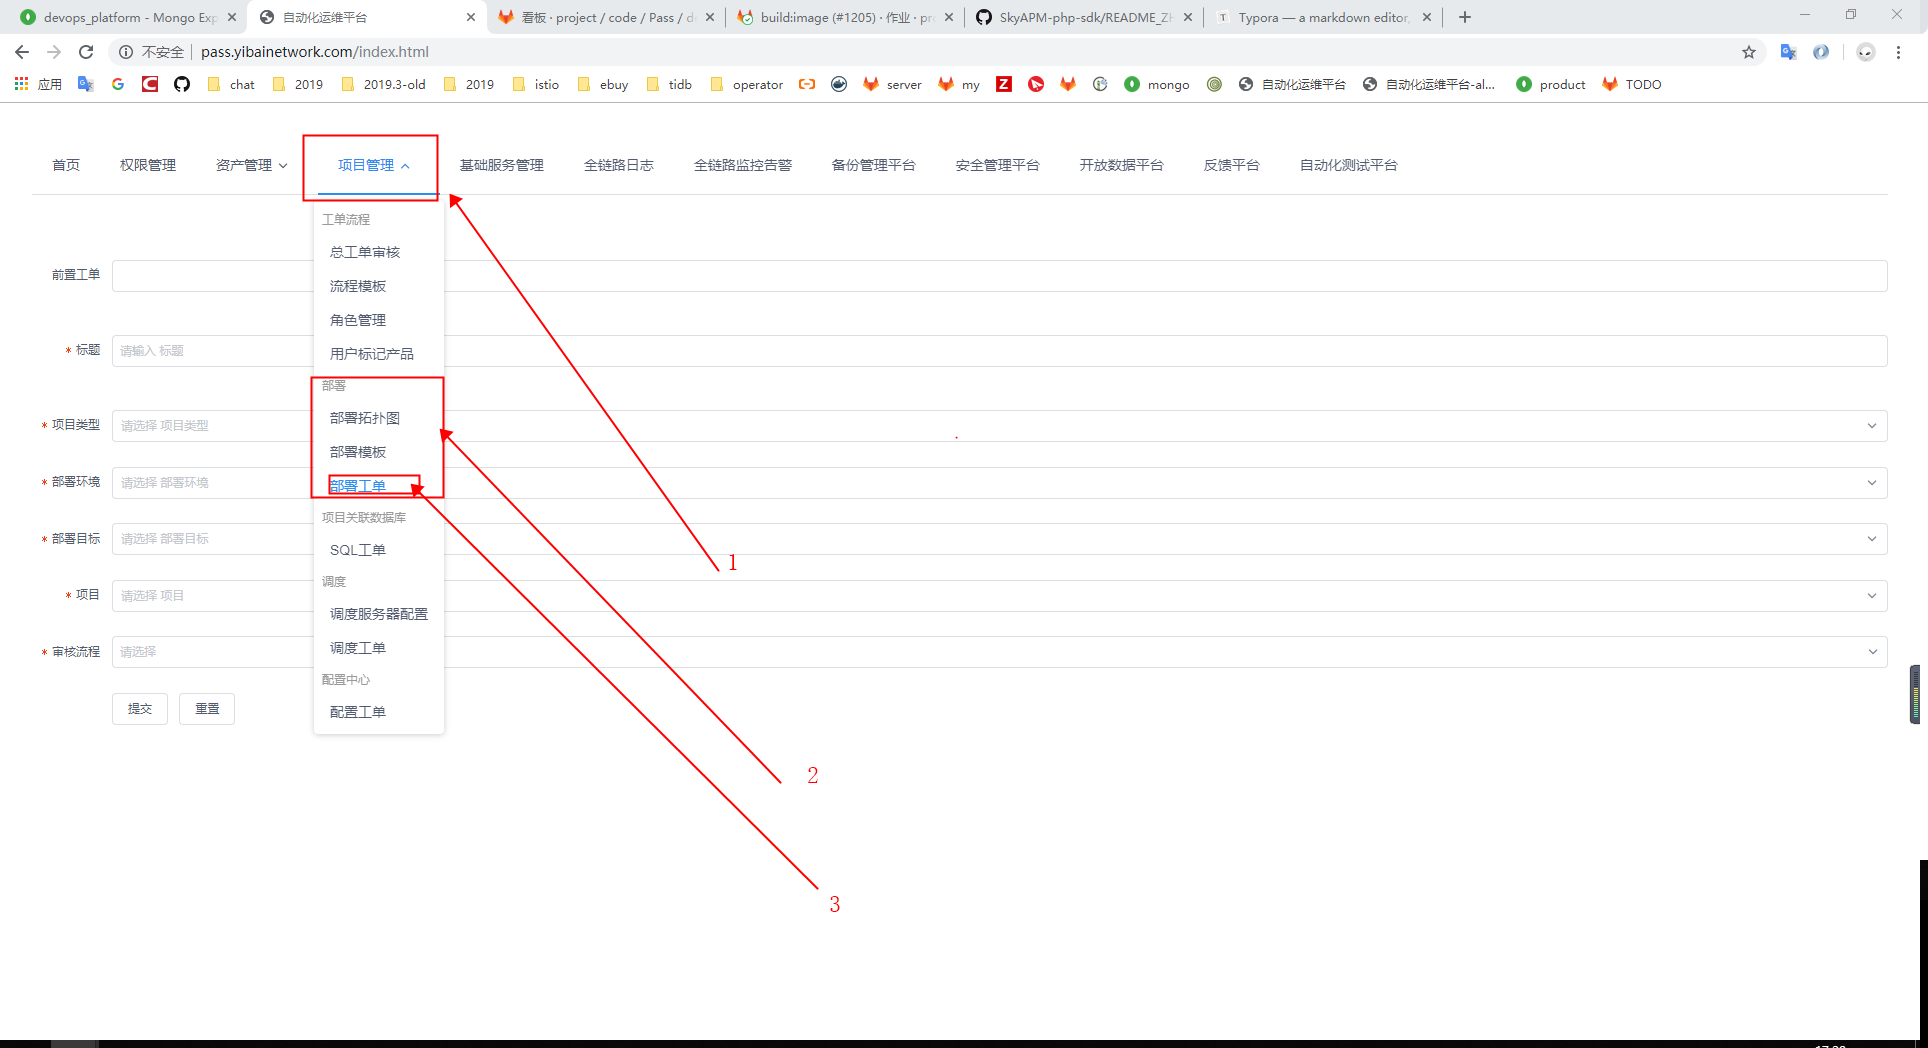 devops_platform - Mongo Exp
自动化运维平台
看板 · project / code / Pass / d
build:image (#1205) · 作业 · pr
SkyAPM-php-sdk/README_ZH
Typora — a markdown editor,
不安全
pass.yibainetwork.com/index.html
应用
chat
2019
2019.3-old
2019
istio
ebuy
tidb
operator
server
my
mongo
自动化运维平台
自动化运维平台-al...
product
TODO
首页
权限管理
资产管理
项目管理
基础服务管理
全链路日志
全链路监控告警
备份管理平台
安全管理平台
开放数据平台
反馈平台
自动化测试平台
工单流程
总工单审核
流程模板
角色管理
用户标记产品
部署
部署拓扑图
部署模板
部署工单
项目关联数据库
SQL工单
调度
调度服务器配置
调度工单
配置中心
配置工单
前置工单
* 标题
请输入 标题
* 项目类型
请选择 项目类型
* 部署环境
请选择 部署环境
* 部署目标
请选择 部署目标
* 项目
请选择 项目
* 审核流程
请选择
提交
重置
1
2
3